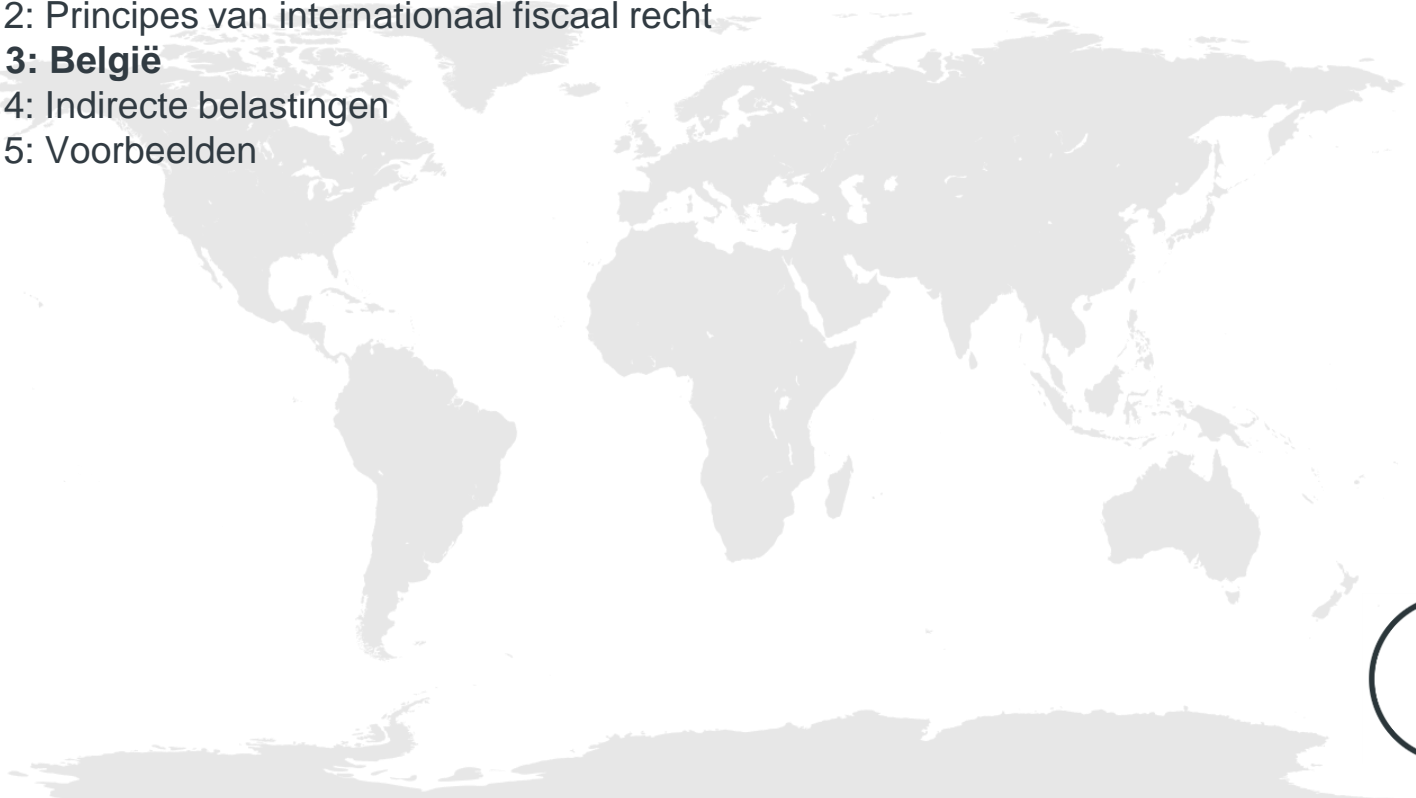 2: Principes van internationaal fiscaal recht
3: België
4: Indirecte belastingen
5: Voorbeelden